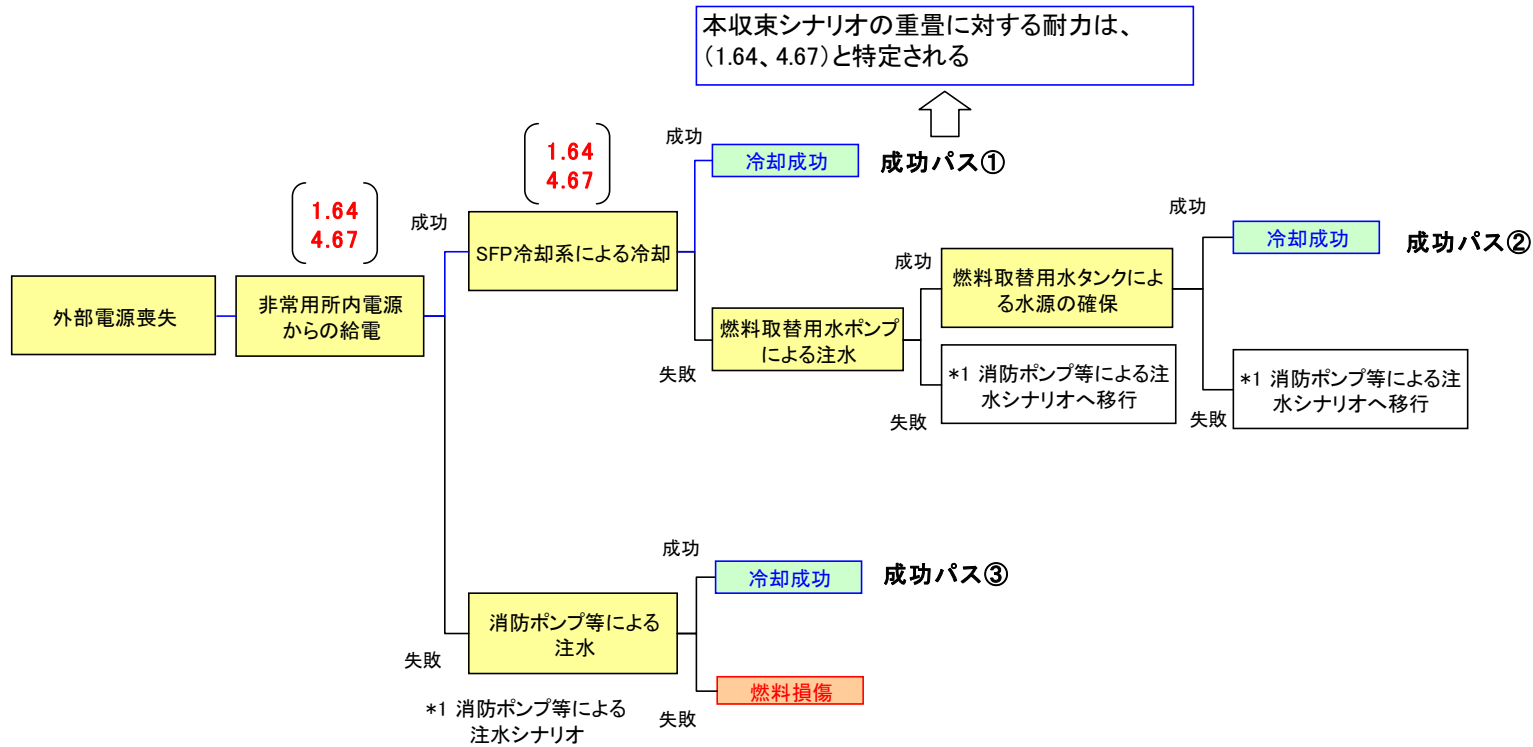 本収束シナリオの重畳に対する耐力は、
(1.64、4.67)と特定される
成功
冷却成功
成功パス①
1.64
4.67
1.64
4.67
成功
SFP冷却系による冷却
成功
冷却成功
成功パス②
外部電源喪失
非常用所内電源
からの給電
成功
燃料取替用水タンクによ
る水源の確保
燃料取替用水ポンプ
による注水
失敗
*1 消防ポンプ等による注
水シナリオへ移行
失敗
*1 消防ポンプ等による注
水シナリオへ移行
失敗
成功
冷却成功
成功パス③
消防ポンプ等による
注水
失敗
燃料損傷
失敗
*1 消防ポンプ等による
注水シナリオ